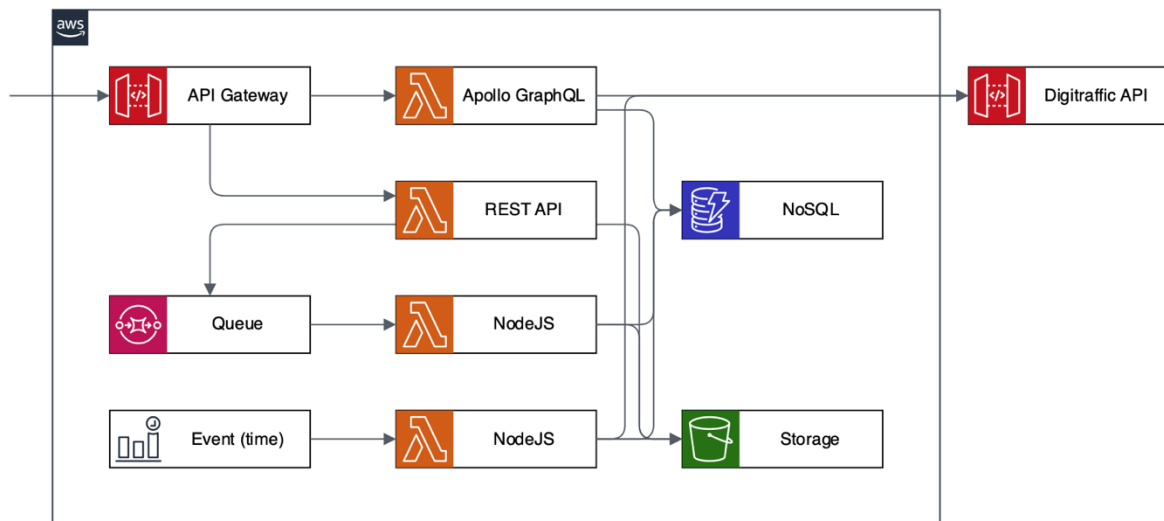 aws
API Gateway
Apollo GraphQL
Digitraffic API
REST API
NoSQL
Queue
NodeJS
Event (time)
NodeJS
Storage